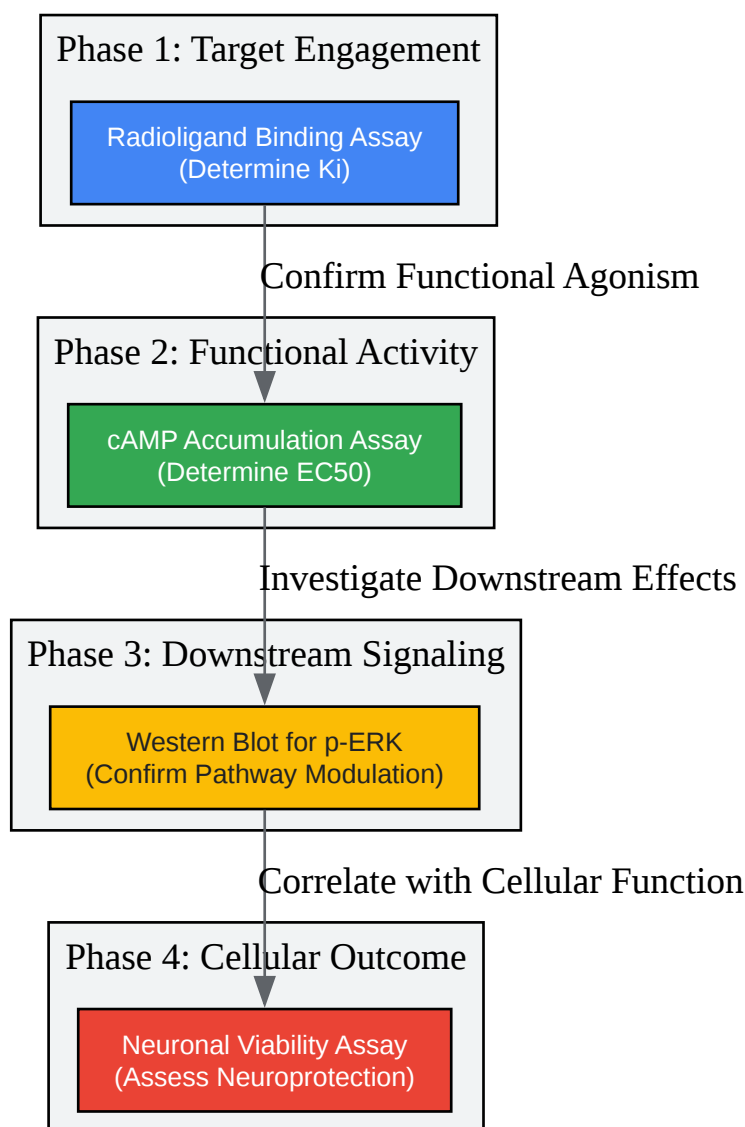 Phase 1: Target Engagement
Radioligand Binding Assay
(Determine Ki)
Confirm Functional Agonism
Phase 2: Functional Activity
cAMP Accumulation Assay
(Determine EC50)
Investigate Downstream Effects
Phase 3: Downstream Signaling
Western Blot for p-ERK
(Confirm Pathway Modulation)
Correlate with Cellular Function
Phase 4: Cellular Outcome
Neuronal Viability Assay
(Assess Neuroprotection)